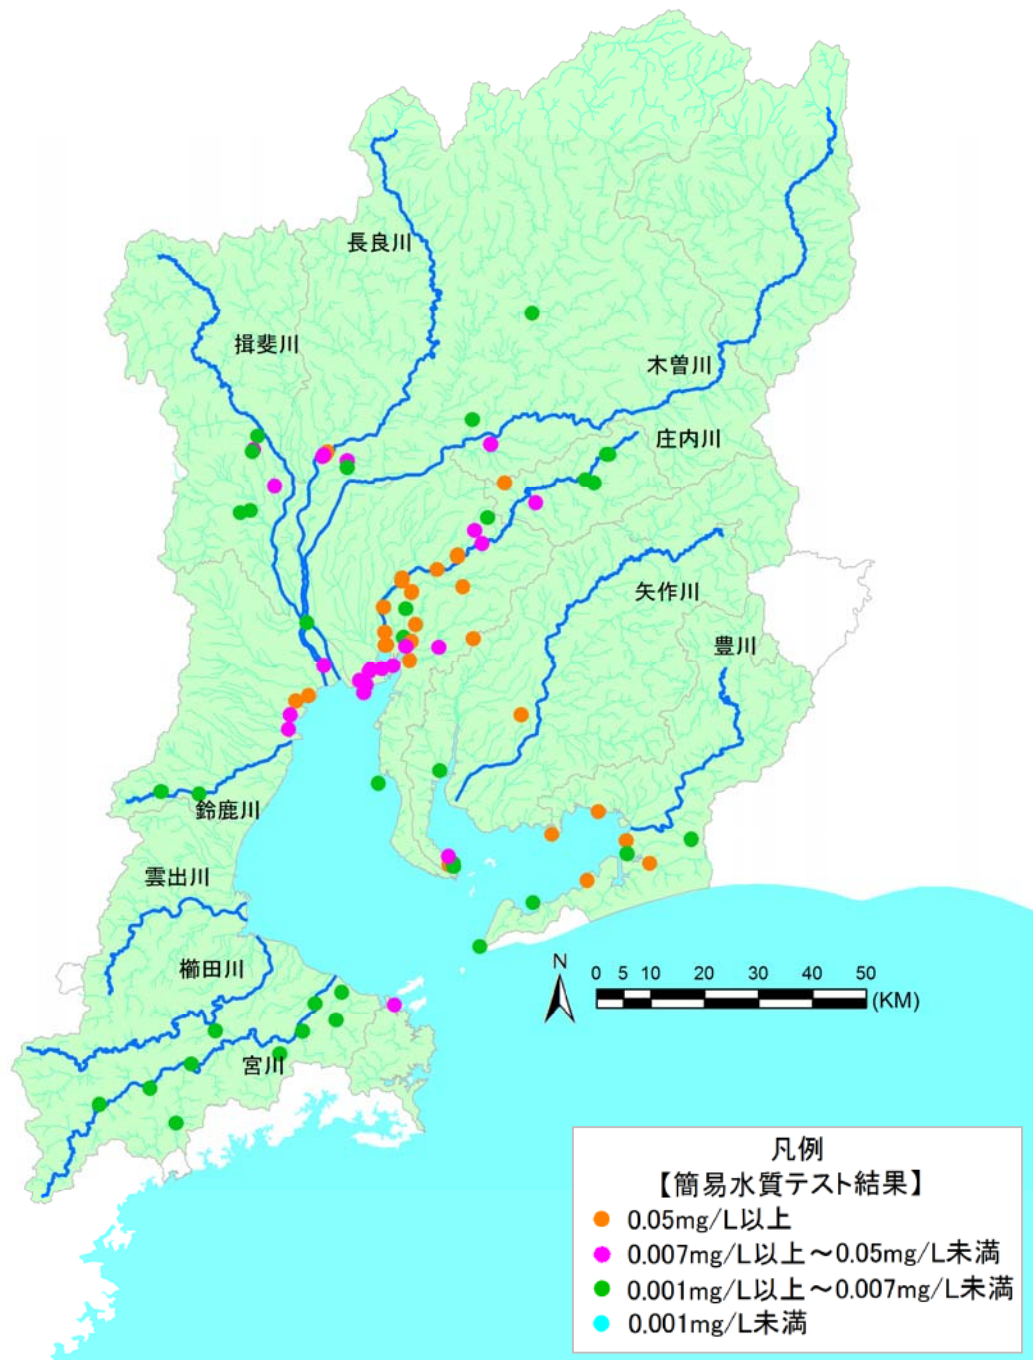 長良川
揖斐川
木曽川
庄内川
矢作川
豊川
鈴鹿川
雲出川
櫛田川
宮川
N
0 5 10 20 30 40 50
(KM)
凡例
【簡易水質テスト結果】
0.05mg/L以上
0.007mg/L以上～0.05mg/L未満
0.001mg/L以上～0.007mg/L未満
0.001mg/L未満